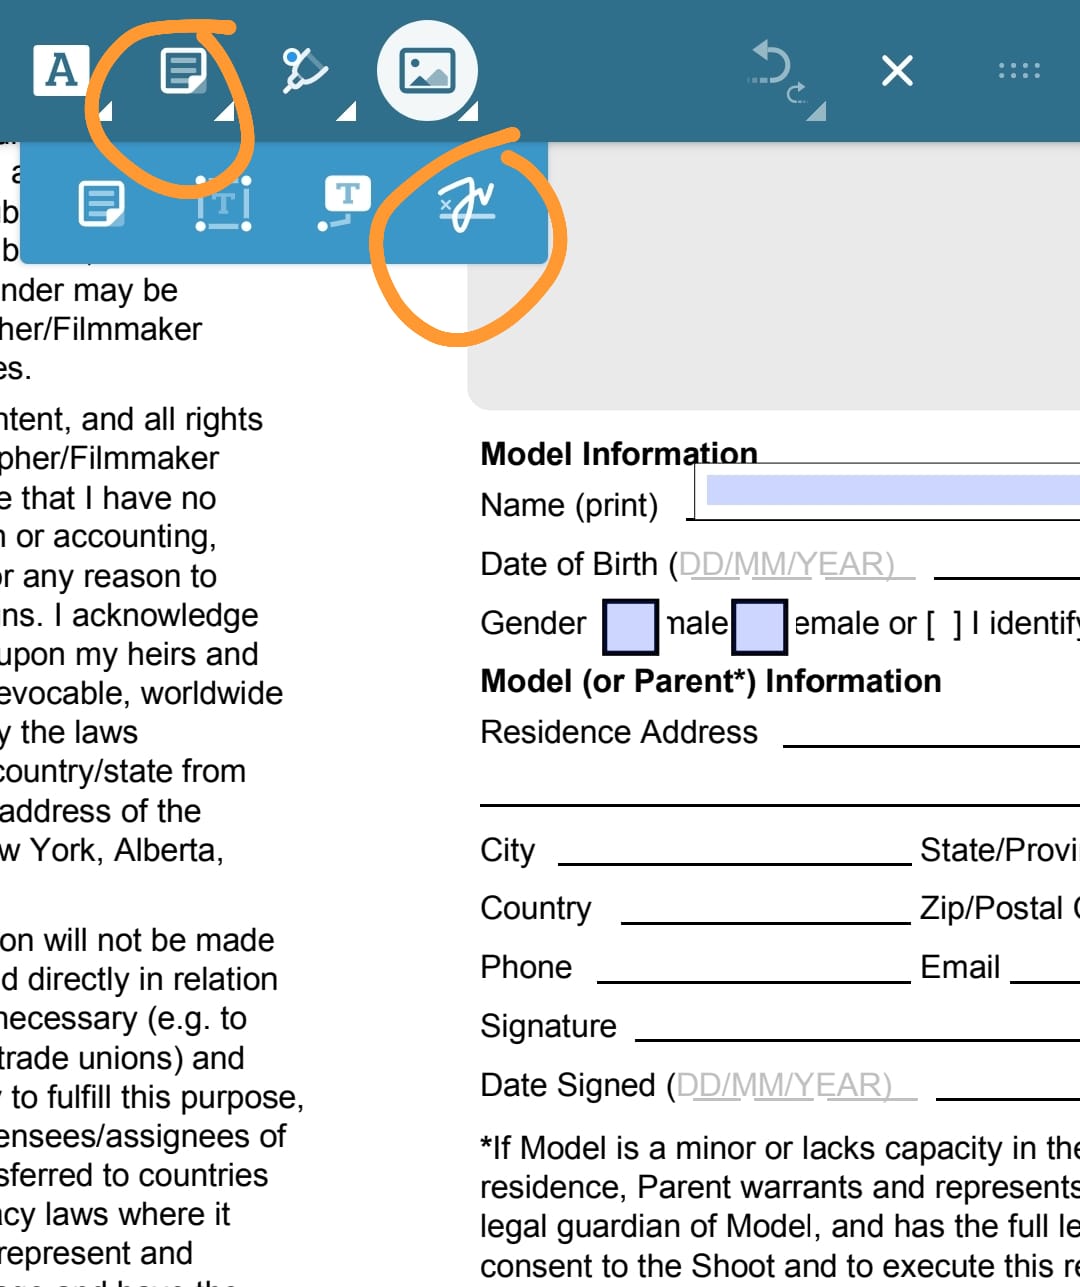 A
T
T
nder may be
her/Filmmaker
es.
ntent, and all rights
pher/Filmmaker
e that I have no
n or accounting,
or any reason to
ns. I acknowledge
upon my heirs and
evocable, worldwide
y the laws
country/state from
address of the
w York, Alberta,
on will not be made
d directly in relation
necessary (e.g. to
trade unions) and
to fulfill this purpose,
ensees/assignees of
sferred to countries
acy laws where it
represent and
Model Information
Name (print)
Date of Birth (DD/MM/YEAR)
Gender male emale or [ ] I identify
Model (or Parent*) Information
Residence Address
City State/Provi
Country Zip/Postal
Phone Email
Signature
Date Signed (DD/MM/YEAR)
*If Model is a minor or lacks capacity in the
residence, Parent warrants and represents
legal guardian of Model, and has the full le
consent to the Shoot and to execute this re